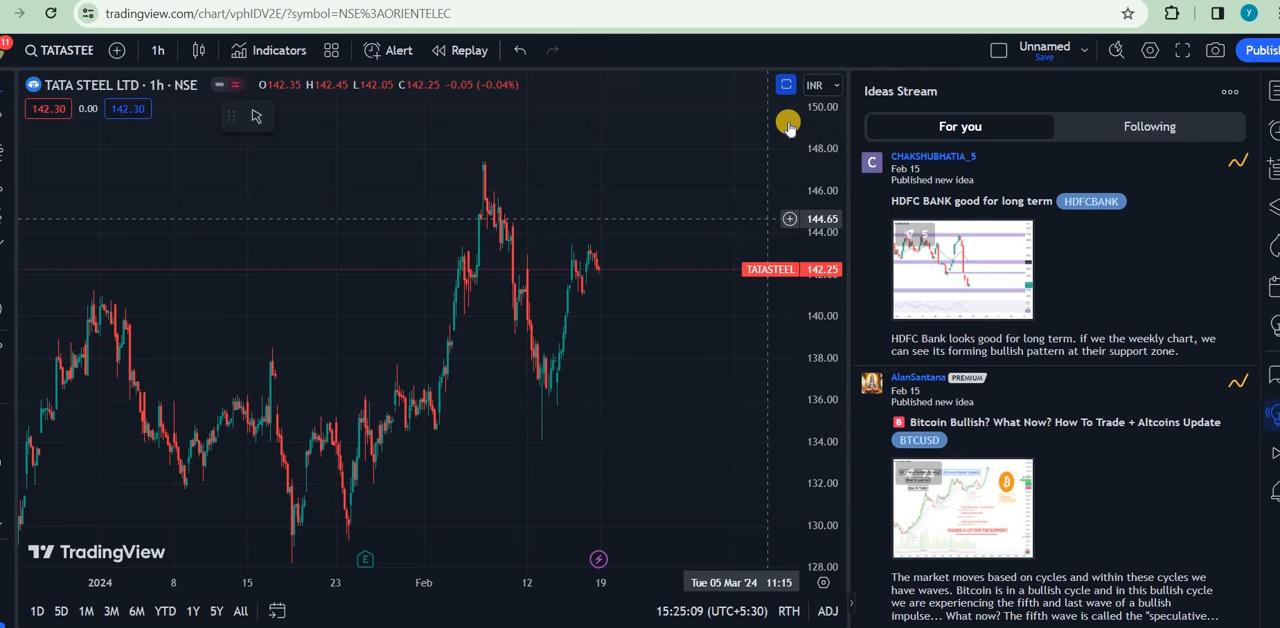 tradingview.com/chart/vphIDV2E/?symbol=NSE%3AORIENTELEC
11
TATASTEE
1h
Indicators
Alert
Replay
Unnamed
Save
Publish
TATA STEEL LTD · 1h · NSE
O142.35 H142.45 L142.05 C142.25 -0.05 (-0.04%)
INR
142.30 0.00 142.30
150.00
148.00
146.00
144.65
144.00
TATASTEEL 142.25
140.00
138.00
136.00
134.00
132.00
130.00
128.00
E
TradingView
2024 8 15 23 Feb 12 19
Tue 05 Mar '24 11:15
1D 5D 1M 3M 6M YTD 1Y 5Y All
15:25:09 (UTC+5:30) RTH ADJ
Ideas Stream
For you
Following
C
CHAKSHUBHATIA_5
Feb 15
Published new idea
HDFC BANK good for long term HDFCBANK
5
HDFC Bank looks good for long term. if we the weekly chart, we
can see its forming bullish pattern at their support zone.
AlanSantana PREMIUM
Feb 15
Published new idea
B Bitcoin Bullish? What Now? How To Trade + Altcoins Update
BTCUSD
The market moves based on cycles and within these cycles we
have waves. Bitcoin is in a bullish cycle and in this bullish cycle
we are experiencing the fifth and last wave of a bullish
impulse... What now? The fifth wave is called the "speculative...